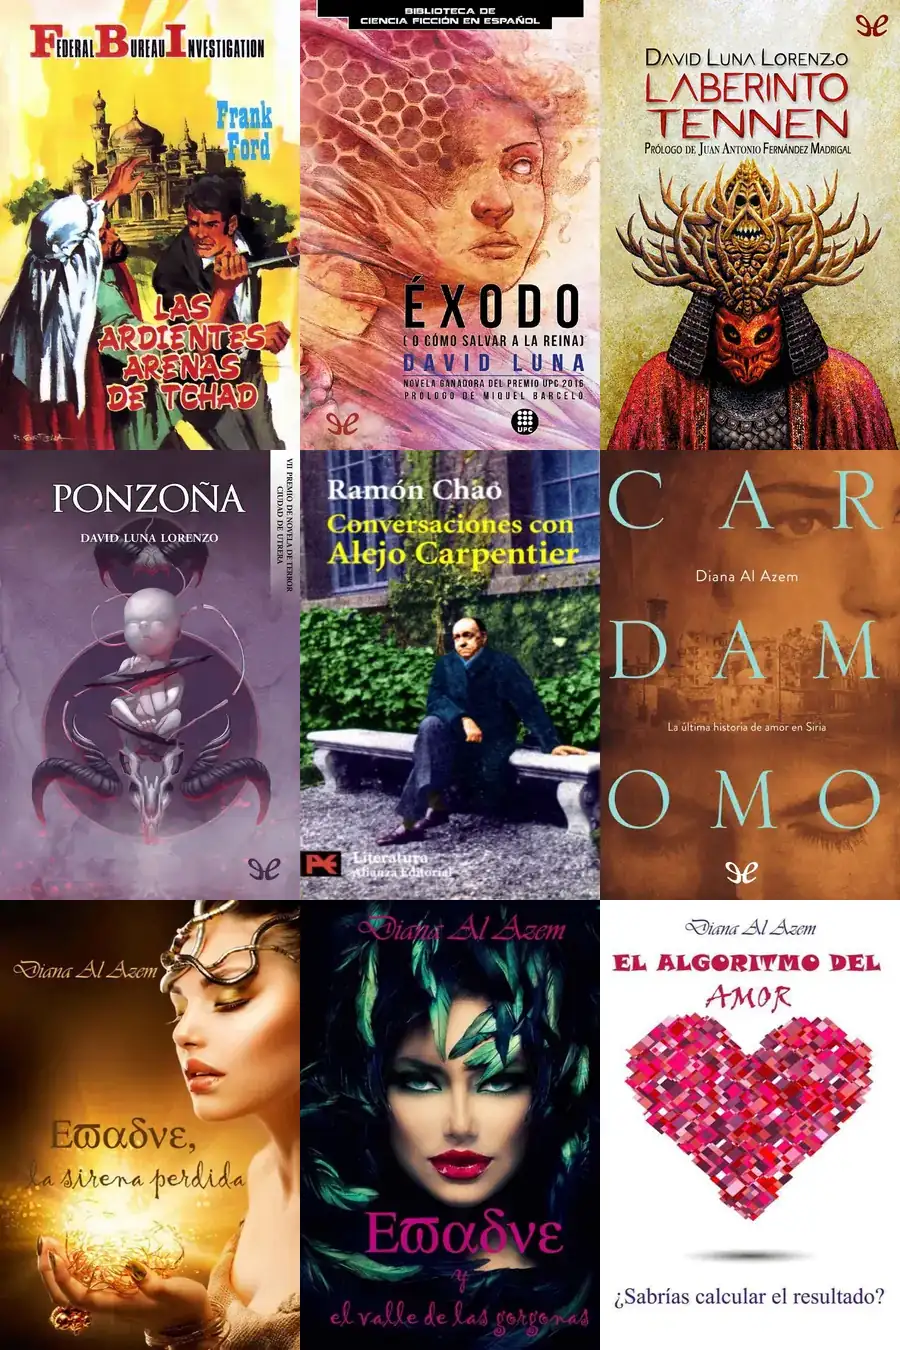 FEDERAL BUREAU INVESTIGATION
Frank
Ford
LAS
ARDIENTES
ARENAS
DE TCHAD
BIBLIOTECA DE
CIENCIA FICCIÓN EN ESPAÑOL
ÉXODO
(O CÓMO SALVAR A LA REINA)
DAVID LUNA
NOVELA GANADORA DEL PREMIO UPC 2016
PRÓLOGO DE MIQUEL BARCELÓ
UPC
DAVID LUNA LORENZO
LABERINTO
TENNEN
PRÓLOGO DE JUAN ANTONIO FERNÁNDEZ MADRIGAL
PONZOÑA
DAVID LUNA LORENZO
VII PREMIO DE NOVELA DE TERROR
CIUDAD DE UTRERA
Ramón Chao
Conversaciones con
Alejo Carpentier
Literatura
Alianza Editorial
CAR
Diana Al Azem
DAM
La última historia de amor en Siria
OMO
Diana Al Azem
Eϖαδνε,
la sirena perdida
Diana Al Azem
Eϖαδνε
y
el valle de las gorgonas
Diana Al Azem
EL ALGORITMO DEL
AMOR
¿Sabrías calcular el resultado?